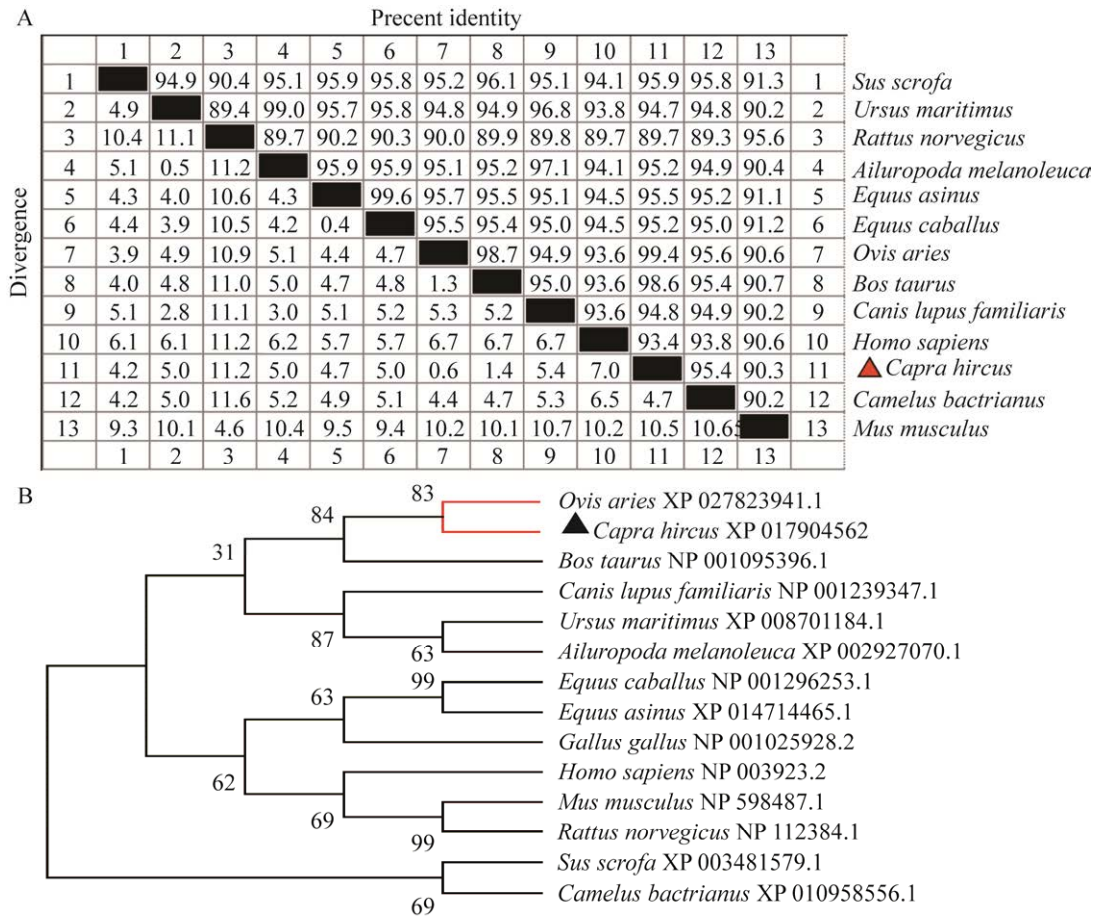 A
Precent identity
1 2 3 4 5 6 7 8 9 10 11 12 13
1 94.9 90.4 95.1 95.9 95.8 95.2 96.1 95.1 94.1 95.9 95.8 91.3 1 Sus scrofa
2 4.9 89.4 99.0 95.7 95.8 94.8 94.9 96.8 93.8 94.7 94.8 90.2 2 Ursus maritimus
3 10.4 11.1 89.7 90.2 90.3 90.0 89.9 89.8 89.7 89.7 89.3 95.6 3 Rattus norvegicus
4 5.1 0.5 11.2 95.9 95.9 95.1 95.2 97.1 94.1 95.2 94.9 90.4 4 Ailuropoda melanoleuca
5 4.3 4.0 10.6 4.3 99.6 95.7 95.5 95.1 94.5 95.5 95.2 91.1 5 Equus asinus
6 4.4 3.9 10.5 4.2 0.4 95.5 95.4 95.0 94.5 95.2 95.0 91.2 6 Equus caballus
7 3.9 4.9 10.9 5.1 4.4 4.7 98.7 94.9 93.6 99.4 95.6 90.6 7 Ovis aries
8 4.0 4.8 11.0 5.0 4.7 4.8 1.3 95.0 93.6 98.6 95.4 90.7 8 Bos taurus
9 5.1 2.8 11.1 3.0 5.1 5.2 5.3 5.2 93.6 94.8 94.9 90.2 9 Canis lupus familiaris
10 6.1 6.1 11.2 6.2 5.7 5.7 6.7 6.7 6.7 93.4 93.8 90.6 10 Homo sapiens
11 4.2 5.0 11.2 5.0 4.7 5.0 0.6 1.4 5.4 7.0 95.4 90.3 11 Capra hircus
12 4.2 5.0 11.6 5.2 4.9 5.1 4.4 4.7 5.3 6.5 4.7 90.2 12 Camelus bactrianus
13 9.3 10.1 4.6 10.4 9.5 9.4 10.2 10.1 10.7 10.2 10.5 10.65 13 Mus musculus
1 2 3 4 5 6 7 8 9 10 11 12 13
Divergence
B
83
Ovis aries XP 027823941.1
84
Capra hircus XP 017904562
31
Bos taurus NP 001095396.1
Canis lupus familiaris NP 001239347.1
Ursus maritimus XP 008701184.1
87
63
Ailuropoda melanoleuca XP 002927070.1
99
Equus caballus NP 001296253.1
63
Equus asinus XP 014714465.1
Gallus gallus NP 001025928.2
62
Homo sapiens NP 003923.2
Mus musculus NP 598487.1
69
99
Rattus norvegicus NP 112384.1
Sus scrofa XP 003481579.1
69
Camelus bactrianus XP 010958556.1